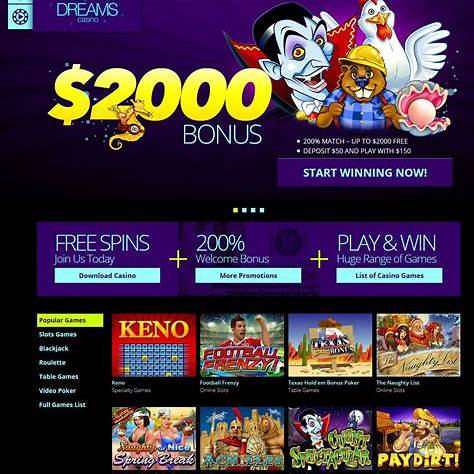 DREAMS
casino
$2000
BONUS
200% MATCH – UP TO $2000 FREE
DEPOSIT $50 AND PLAY WITH $150
START WINNING NOW!
FREE SPINS
Join Us Today
Download Casino
+
200%
Welcome Bonus
More Promotions
+
PLAY & WIN
Huge Range of Games
List of Casino Games
Popular Games
Slots Games
Blackjack
Roulette
Table Games
Video Poker
Full Games List
KENO
Keno
Specialty Games
FOOTBALL
FRENZY!
Football Frenzy
Online Slots
TEXAS
BONUS
Texas Hold'em Bonus Poker
Table Games
The Naughty List
The Naughty List
Online Slots
Naughty or Nice
Spring Break
ACHILLES
Count
Spectacular
PAYDIRT!